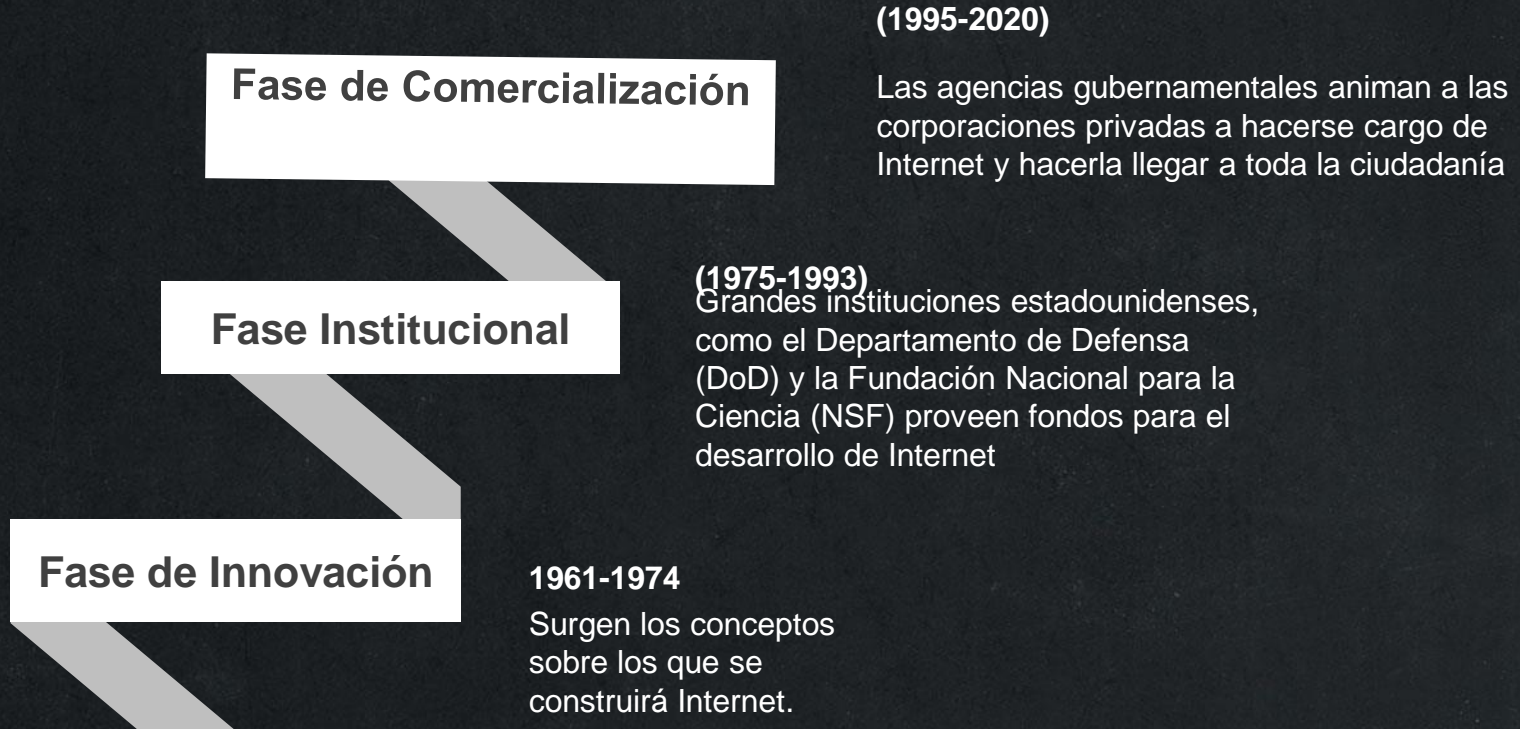 (1995-2020)
Fase de Comercialización
Las agencias gubernamentales animan a las
corporaciones privadas a hacerse cargo de
Internet y hacerla llegar a toda la ciudadanía
(1975-1993)
Fase Institucional
Grandes instituciones estadounidenses,
como el Departamento de Defensa
(DoD) y la Fundación Nacional para la
Ciencia (NSF) proveen fondos para el
desarrollo de Internet
Fase de Innovación
1961-1974
Surgen los conceptos
sobre los que se
construirá Internet.